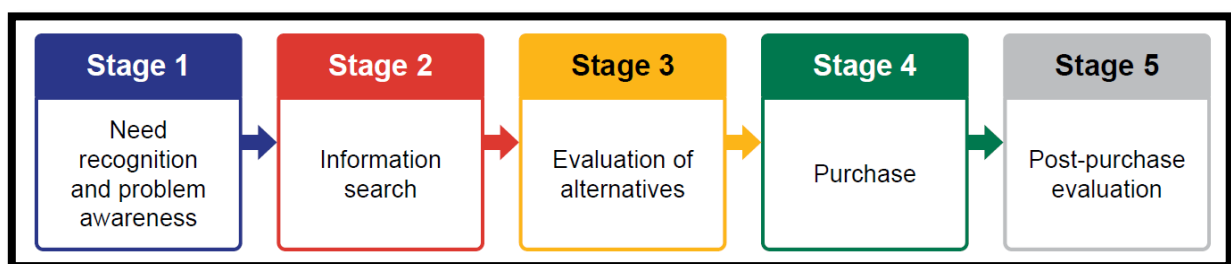 Stage 1
Need
recognition
and problem
awareness
Stage 2
Information
search
Stage 3
Evaluation of
alternatives
Stage 4
Purchase
Stage 5
Post-purchase
evaluation